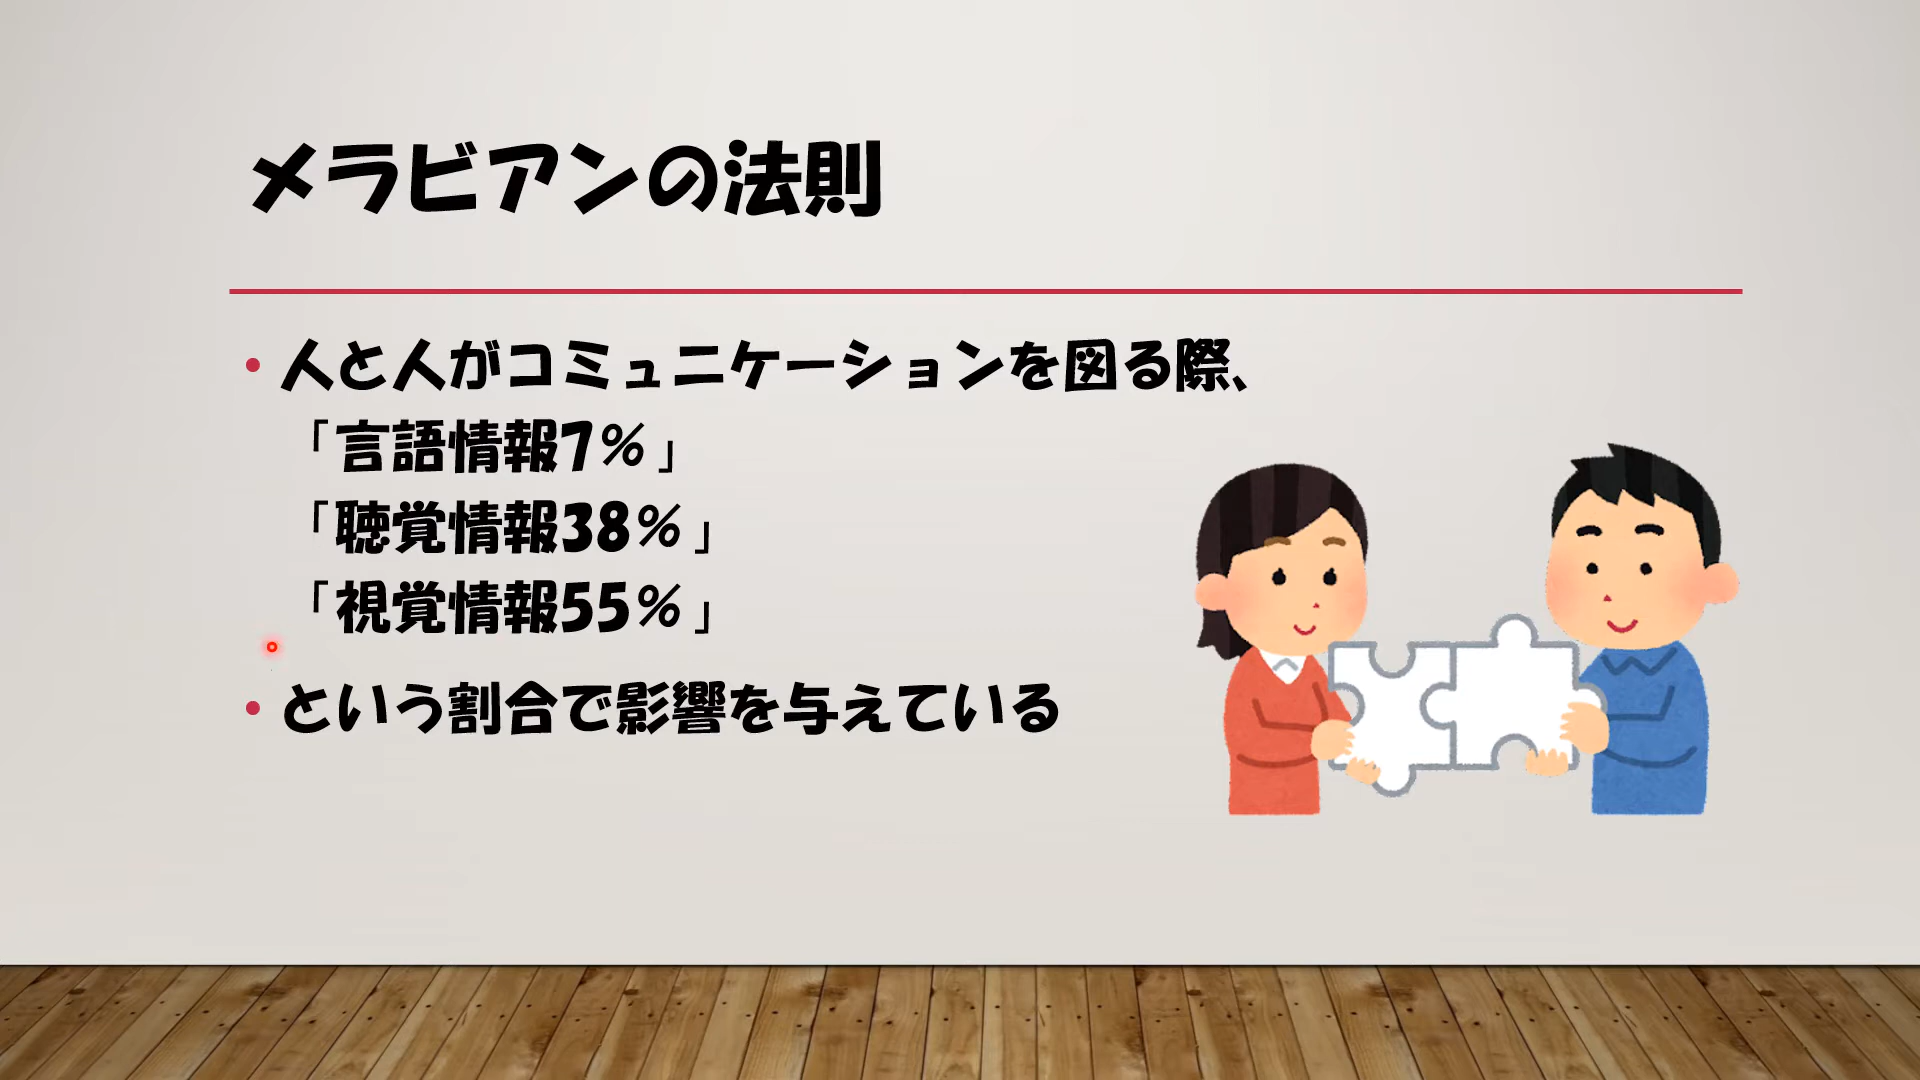 メラビアンの法則
• 人と人がコミュニケーションを図る際、
「言語情報7％」
「聴覚情報38％」
「視覚情報55％」
• という割合で影響を与えている